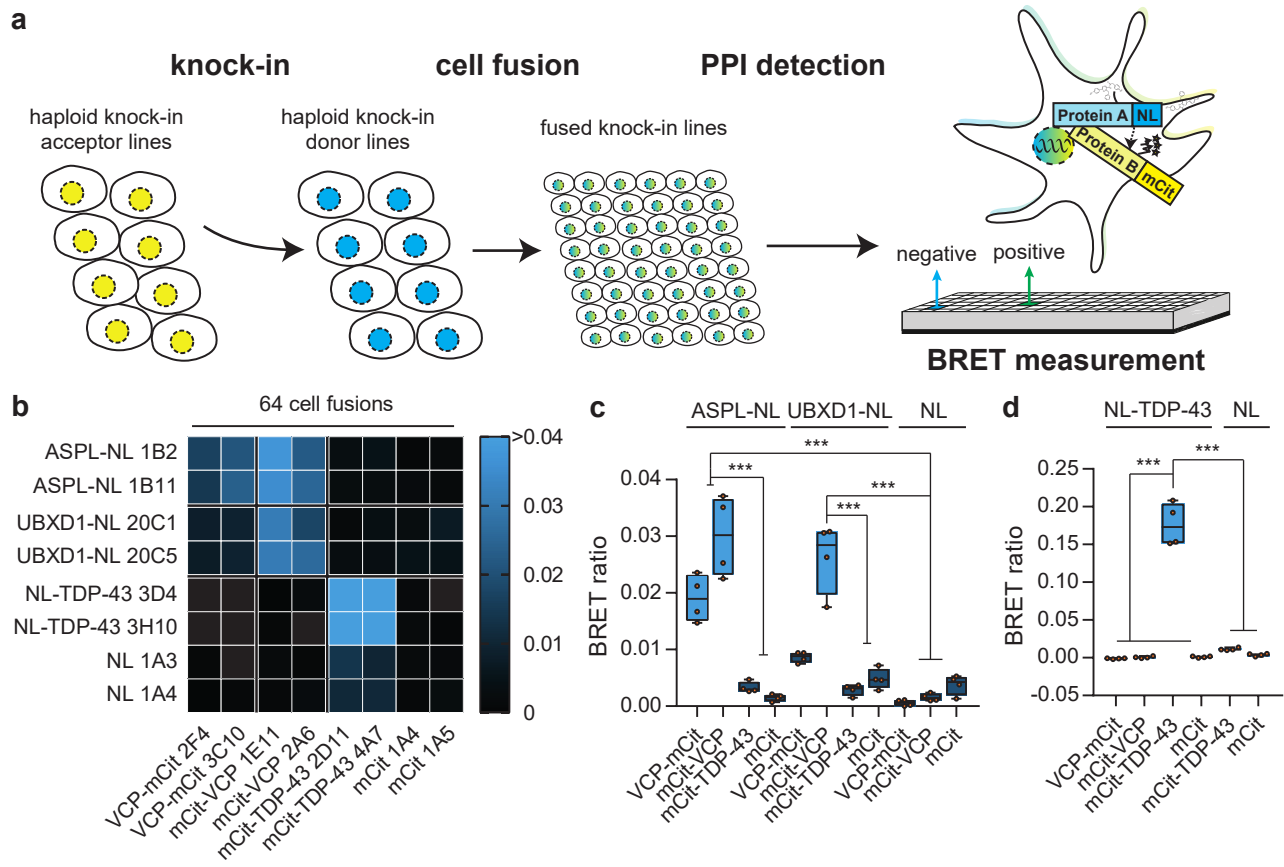 a
knock-in
cell fusion
PPI detection
haploid knock-in
acceptor lines
haploid knock-in
donor lines
fused knock-in lines
Protein A NL
Protein B mCit
negative
positive
BRET measurement
b
64 cell fusions
ASPL-NL 1B2
ASPL-NL 1B11
UBXD1-NL 20C1
UBXD1-NL 20C5
NL-TDP-43 3D4
NL-TDP-43 3H10
NL 1A3
NL 1A4
VCP-mCit 2F4
VCP-mCit 3C10
mCit-VCP 1E11
mCit-VCP 2A6
mCit-TDP-43 2D11
mCit-TDP-43 4A7
mCit 1A4
mCit 1A5
>0.04
0.03
0.02
0.01
0
c
ASPL-NL UBXD1-NL NL
***
***
***
***
BRET ratio
0.04
0.03
0.02
0.01
0.00
VCP-mCit
mCit-VCP
mCit-TDP-43
mCit
VCP-mCit
mCit-VCP
mCit-TDP-43
mCit
VCP-mCit
mCit-VCP
mCit
d
NL-TDP-43 NL
***
***
BRET ratio
0.25
0.20
0.15
0.10
0.05
0.00
-0.05
VCP-mCit
mCit-VCP
mCit-TDP-43
mCit
mCit-TDP-43
mCit